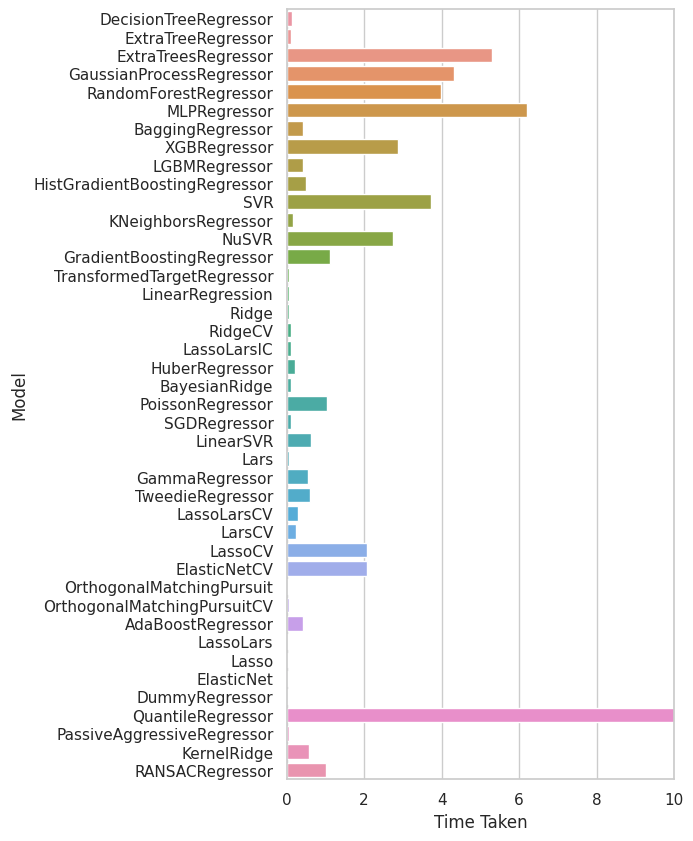 DecisionTreeRegressor
ExtraTreeRegressor
ExtraTreesRegressor
GaussianProcessRegressor
RandomForestRegressor
MLPRegressor
BaggingRegressor
XGBRegressor
LGBMRegressor
HistGradientBoostingRegressor
SVR
KNeighborsRegressor
NuSVR
GradientBoostingRegressor
TransformedTargetRegressor
LinearRegression
Ridge
RidgeCV
LassoLarsIC
HuberRegressor
BayesianRidge
PoissonRegressor
SGDRegressor
LinearSVR
Lars
GammaRegressor
TweedieRegressor
LassoLarsCV
LarsCV
LassoCV
ElasticNetCV
OrthogonalMatchingPursuit
OrthogonalMatchingPursuitCV
AdaBoostRegressor
LassoLars
Lasso
ElasticNet
DummyRegressor
QuantileRegressor
PassiveAggressiveRegressor
KernelRidge
RANSACRegressor
Model
0 2 4 6 8 10
Time Taken